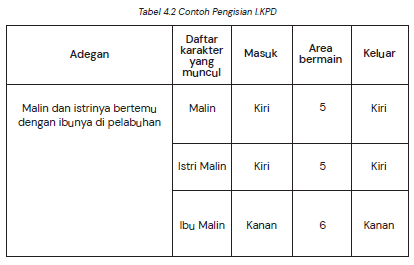 Tabel 4.2 Contoh Pengisian LKPD
Adegan
Daftar
karakter
yang
muncul
Masuk
Area
bermain
Keluar
Malin dan istrinya bertemu
dengan ibunya di pelabuhan
Malin
Kiri
5
Kiri
Istri Malin
Kiri
5
Kiri
Ibu Malin
Kanan
6
Kanan